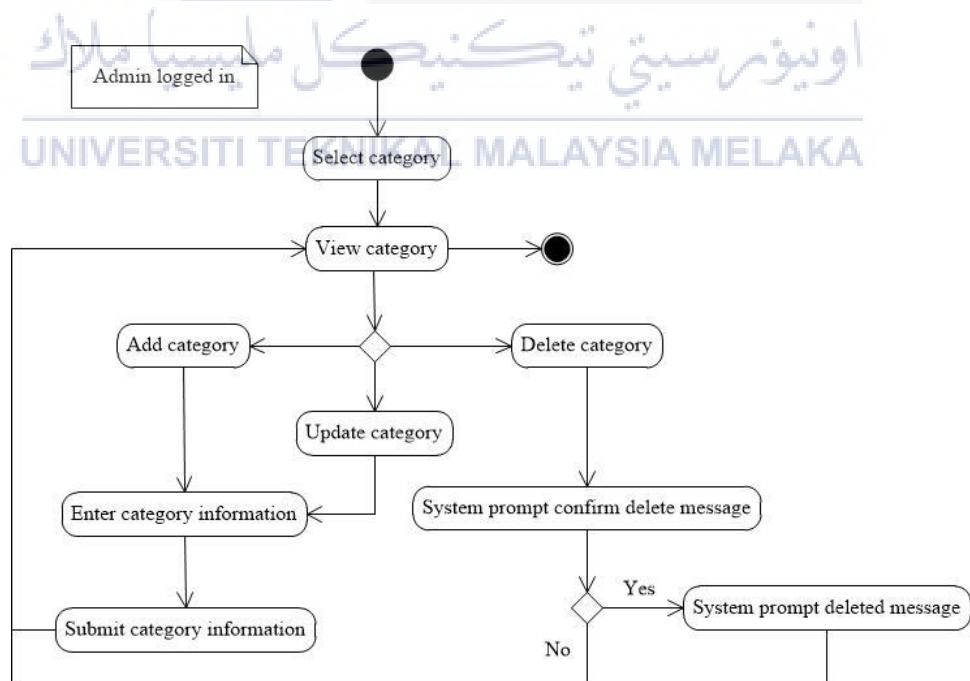 اونيۏرسيتي تيكنيكل مليسيا ملاك
Admin logged in
UNIVERSITI TEKNIKAL MALAYSIA MELAKA
Select category
View category
Add category
Delete category
Update category
Enter category information
System prompt confirm delete message
Yes
System prompt deleted message
Submit category information
No